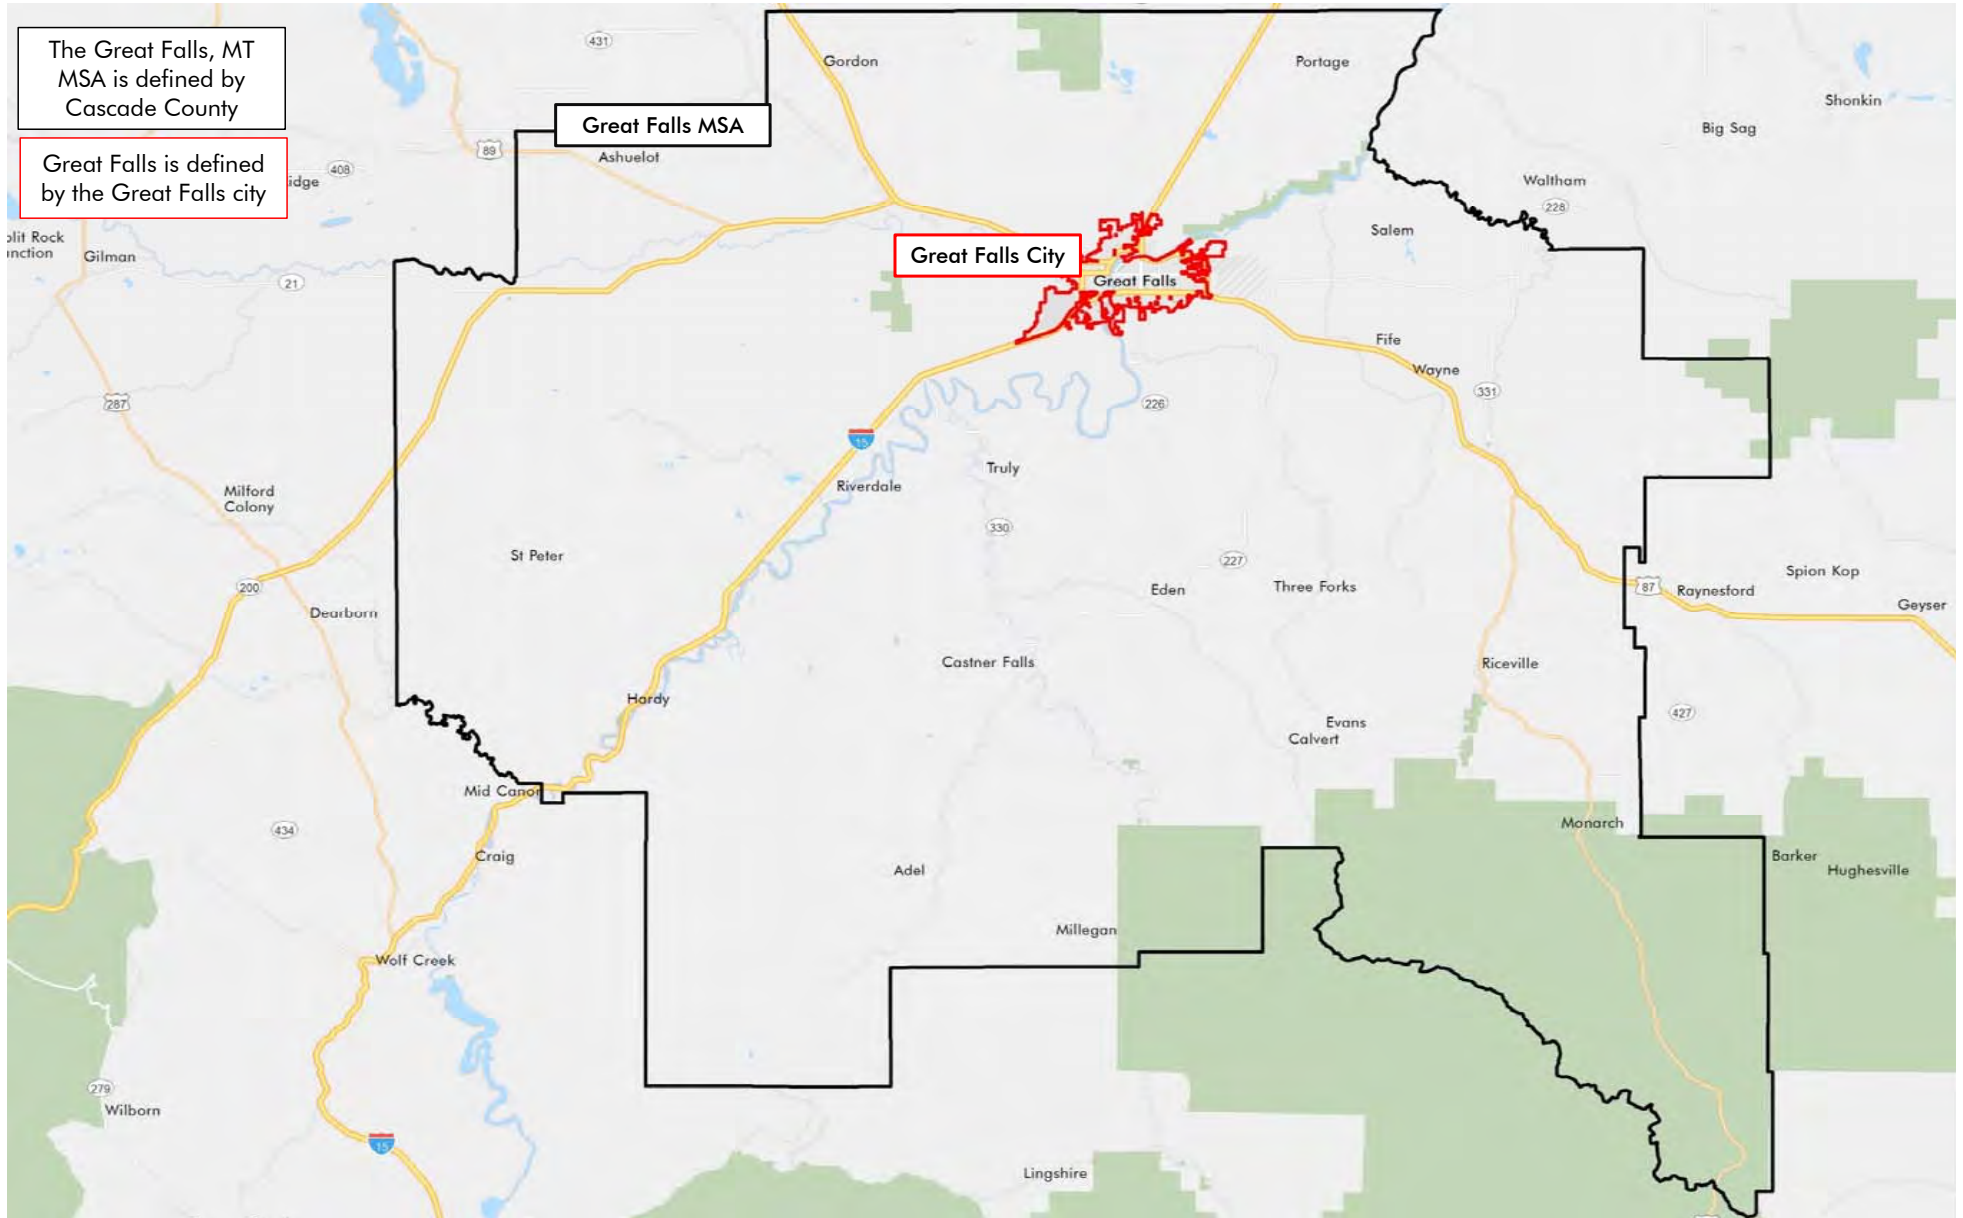 The Great Falls, MT
MSA is defined by
Cascade County
Great Falls is defined
by the Great Falls city
Great Falls MSA
Great Falls City
431
Gordon
Portage
Shonkin
Big Sag
89
Ashuelot
408
idge
Waltham
228
Salem
plit Rock
unction
Gilman
21
Great Falls
Fife
Wayne
331
287
226
15
Truly
Riverdale
Milford
Colony
330
St Peter
227
Eden
Three Forks
200
Dearborn
87
Raynesford
Spion Kop
Geyser
Castner Falls
Riceville
Hardy
427
Evans
Calvert
Mid Canon
434
Monarch
Craig
Adel
Barker
Hughesville
Millegan
Wolf Creek
279
Wilborn
15
Lingshire